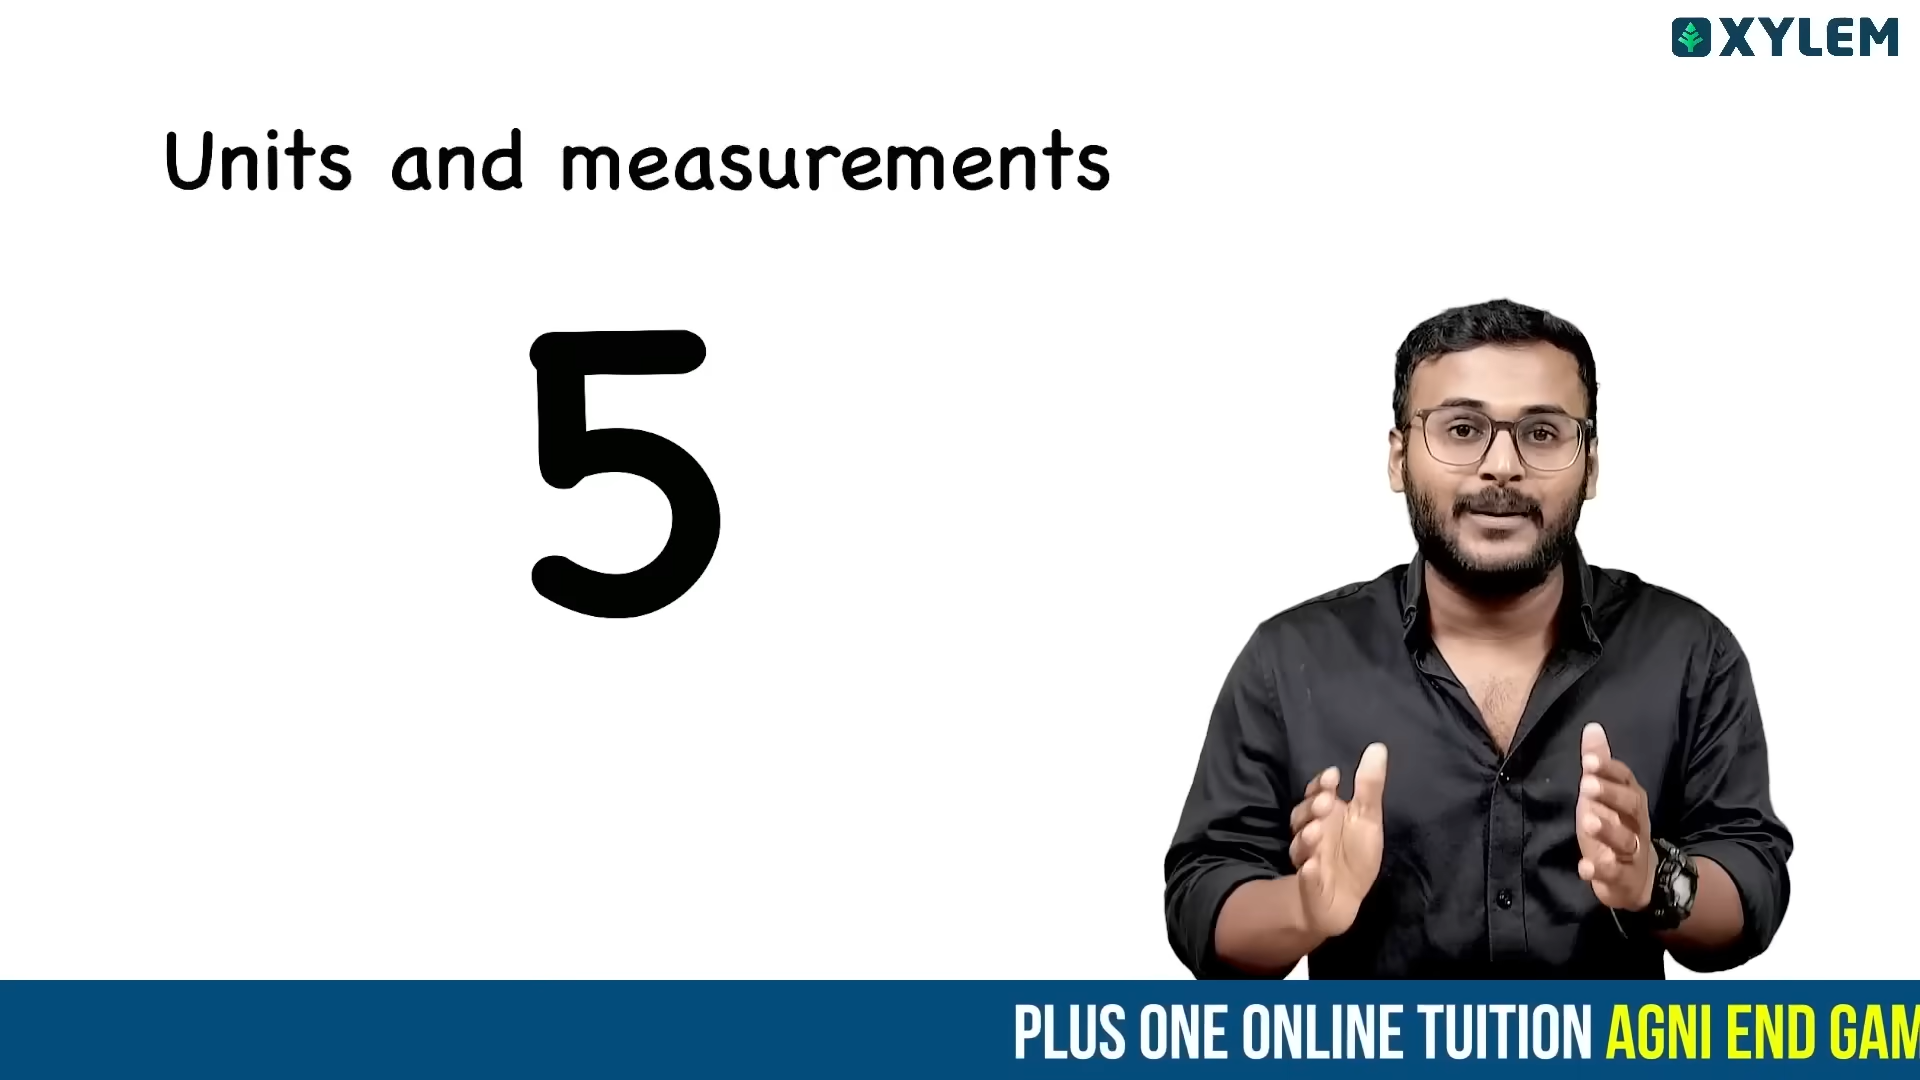 XYLEM
Units and measurements
5
PLUS ONE ONLINE TUITION AGNI END GAM